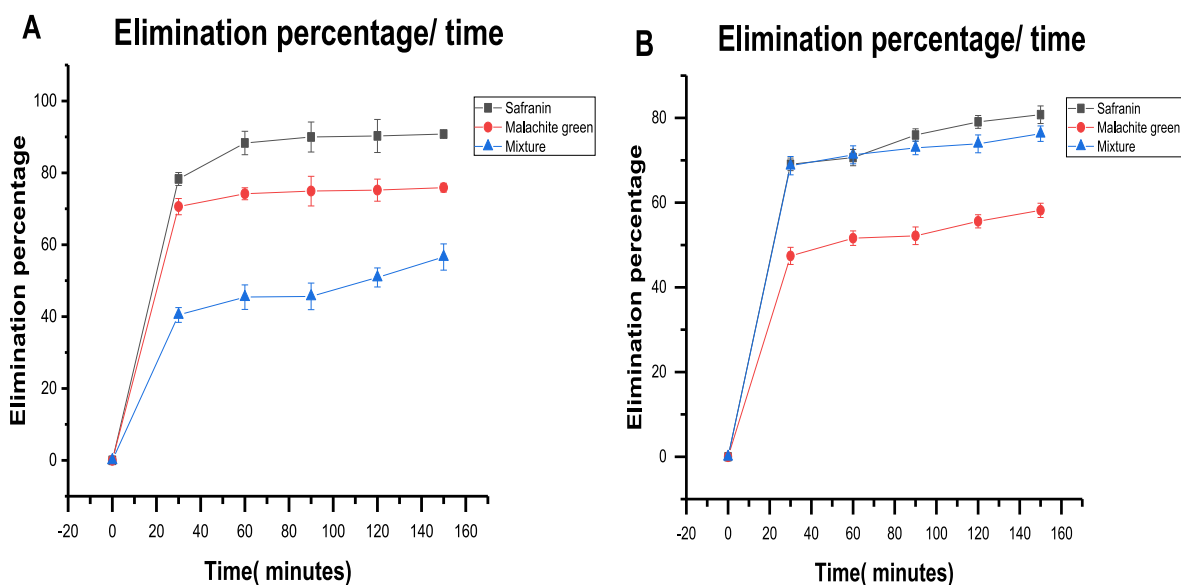 A
Elimination percentage/ time
Elimination percentage
100
80
60
40
20
0
-20
0
20
40
60
80
100
120
140
160
Time( minutes)
Safranin
Malachite green
Mixture
B
Elimination percentage/ time
Elimination percentage
80
60
40
20
0
-20
0
20
40
60
80
100
120
140
160
Time( minutes)
Safranin
Malachite green
Mixture